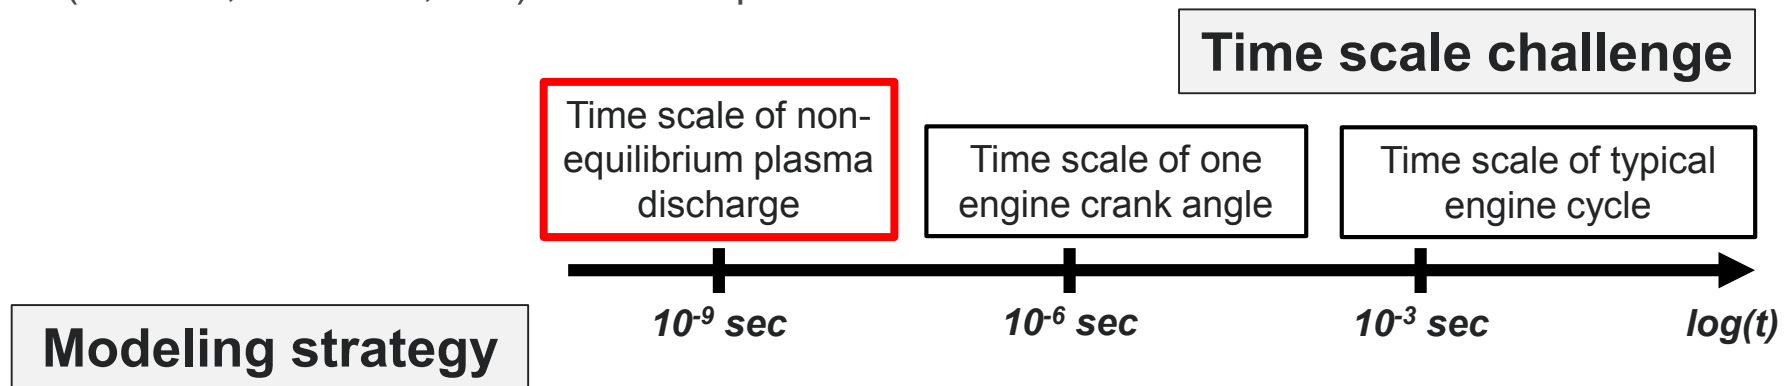 Time scale challenge
Time scale of non-
equilibrium plasma
discharge
Time scale of one
engine crank angle
Time scale of typical
engine cycle
10⁻⁹ sec
10⁻⁶ sec
10⁻³ sec
log(t)
Modeling strategy